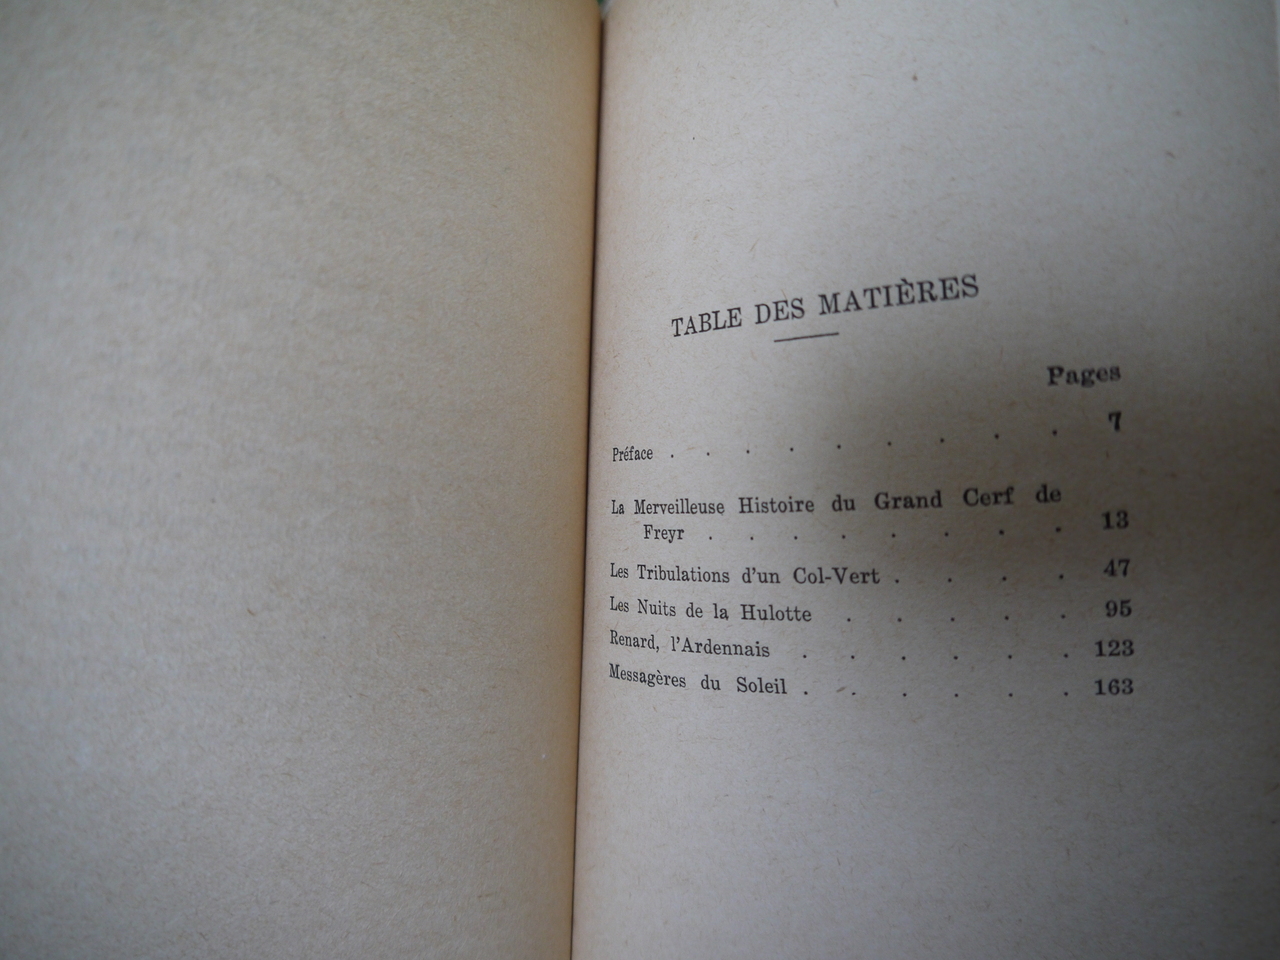 TABLE DES MATIÈRES
Pages
Préface . . . . . . . . 7
La Merveilleuse Histoire du Grand Cerf de
Freyr . . . . . . . . 13
Les Tribulations d'un Col-Vert . . . . 47
Les Nuits de la Hulotte . . . . . 95
Renard, l'Ardennais . . . . . . 123
Messagères du Soleil . . . . . . 163